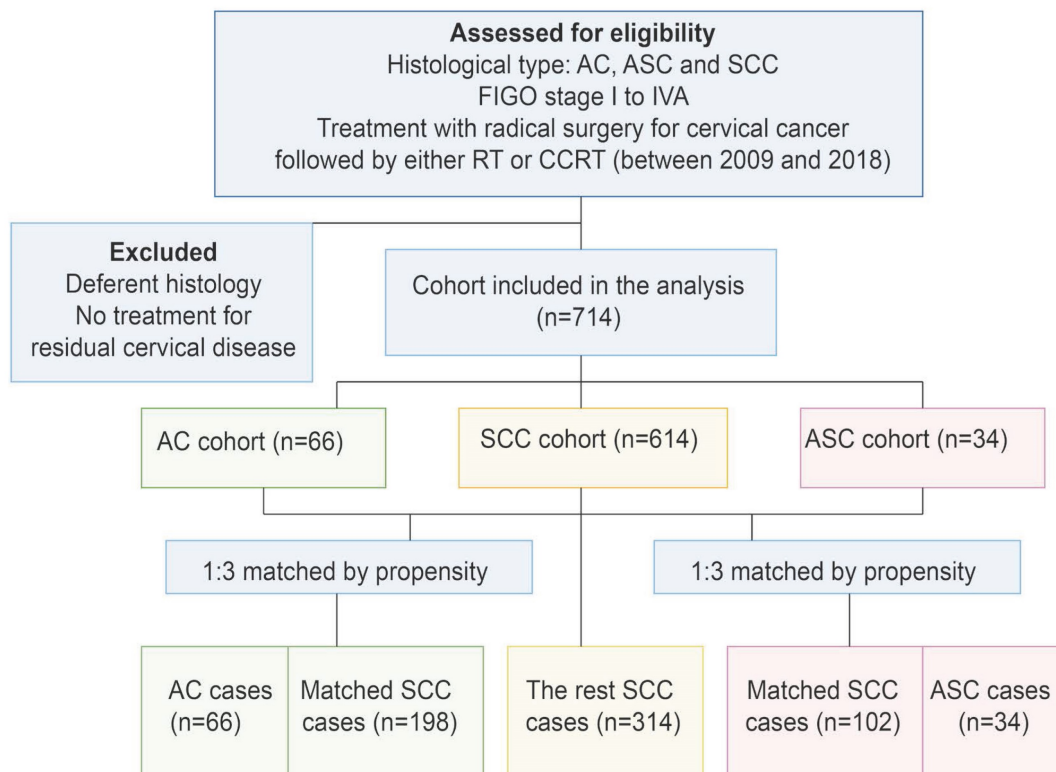 Assessed for eligibility
Histological type: AC, ASC and SCC
FIGO stage I to IVA
Treatment with radical surgery for cervical cancer
followed by either RT or CCRT (between 2009 and 2018)
Excluded
Deferent histology
No treatment for
residual cervical disease
Cohort included in the analysis
(n=714)
AC cohort (n=66)
SCC cohort (n=614)
ASC cohort (n=34)
1:3 matched by propensity
1:3 matched by propensity
AC cases
(n=66)
Matched SCC
cases (n=198)
The rest SCC
cases (n=314)
Matched SCC
cases (n=102)
ASC cases
(n=34)